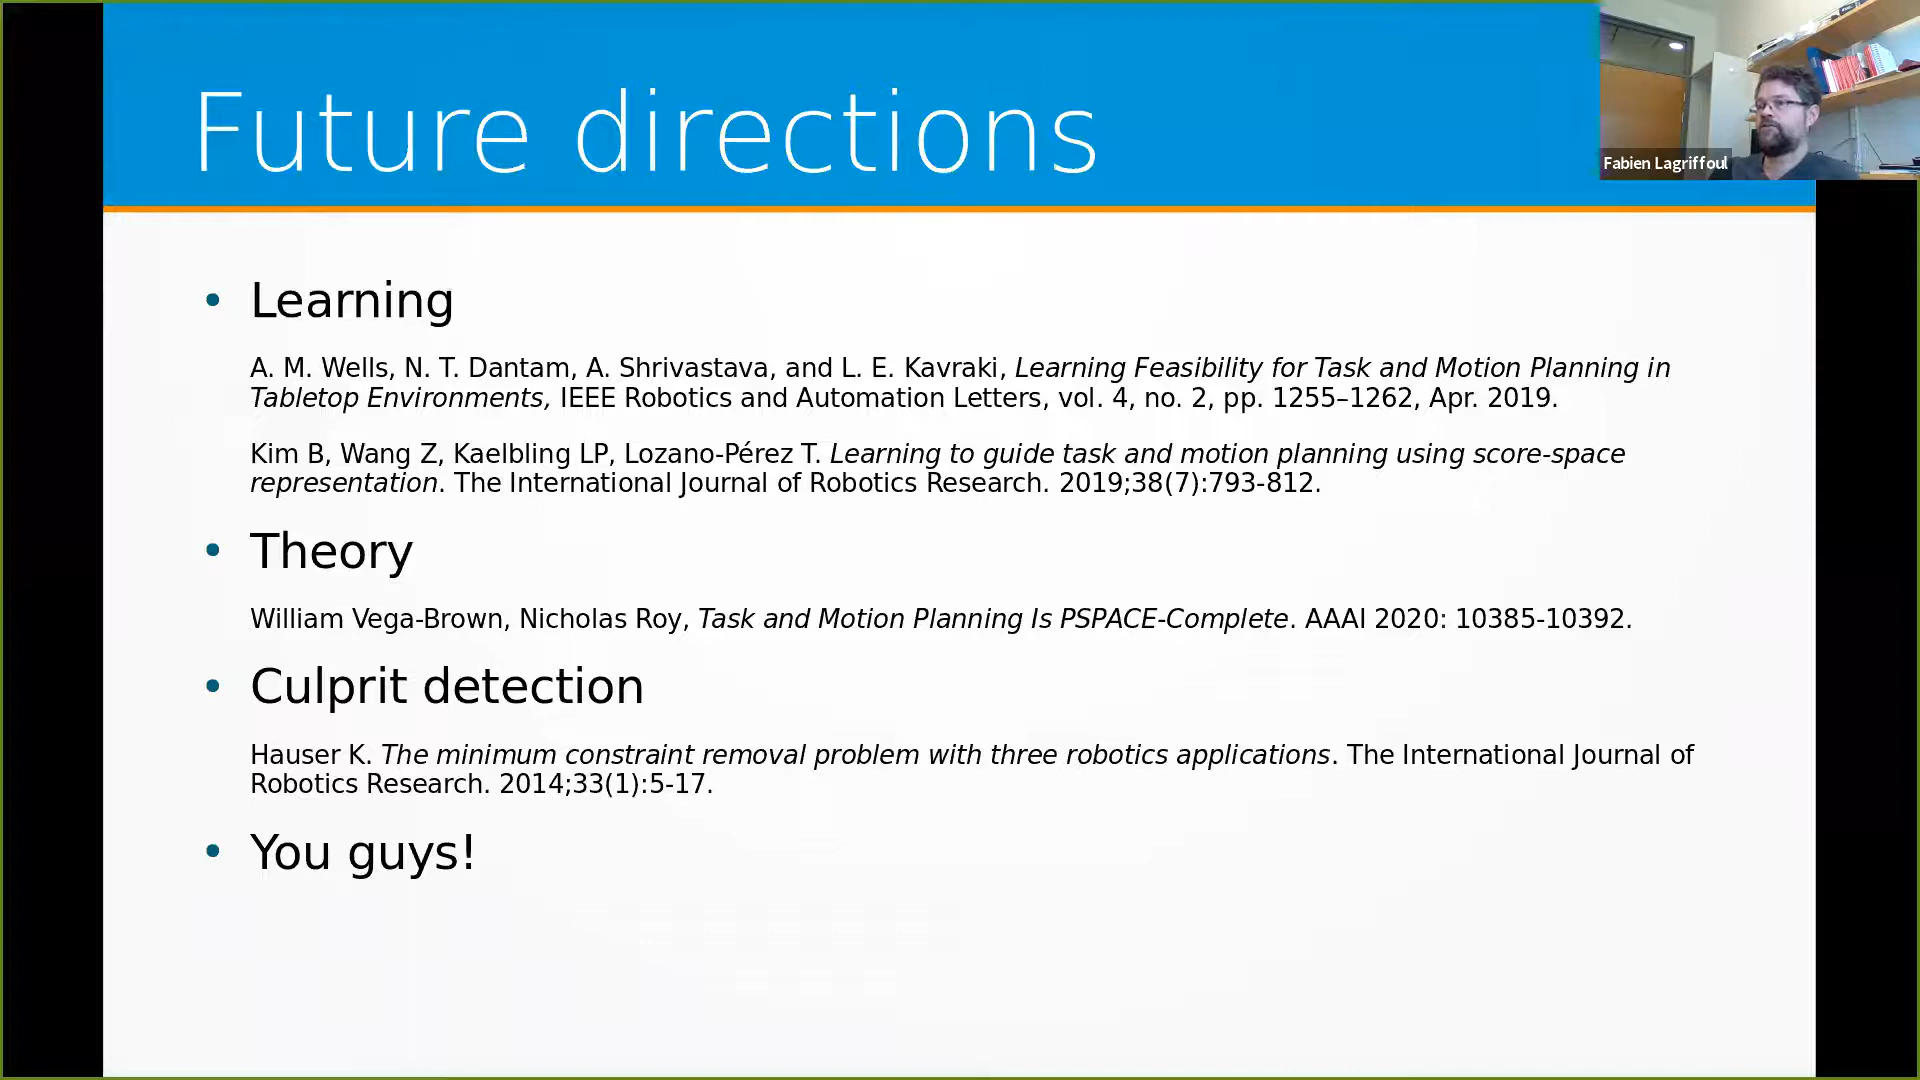 Future directions
Fabien Lagriffoul
• Learning
A. M. Wells, N. T. Dantam, A. Shrivastava, and L. E. Kavraki, Learning Feasibility for Task and Motion Planning in
Tabletop Environments, IEEE Robotics and Automation Letters, vol. 4, no. 2, pp. 1255–1262, Apr. 2019.
Kim B, Wang Z, Kaelbling LP, Lozano-Pérez T. Learning to guide task and motion planning using score-space
representation. The International Journal of Robotics Research. 2019;38(7):793-812.
• Theory
William Vega-Brown, Nicholas Roy, Task and Motion Planning Is PSPACE-Complete. AAAI 2020: 10385-10392.
• Culprit detection
Hauser K. The minimum constraint removal problem with three robotics applications. The International Journal of
Robotics Research. 2014;33(1):5-17.
• You guys!